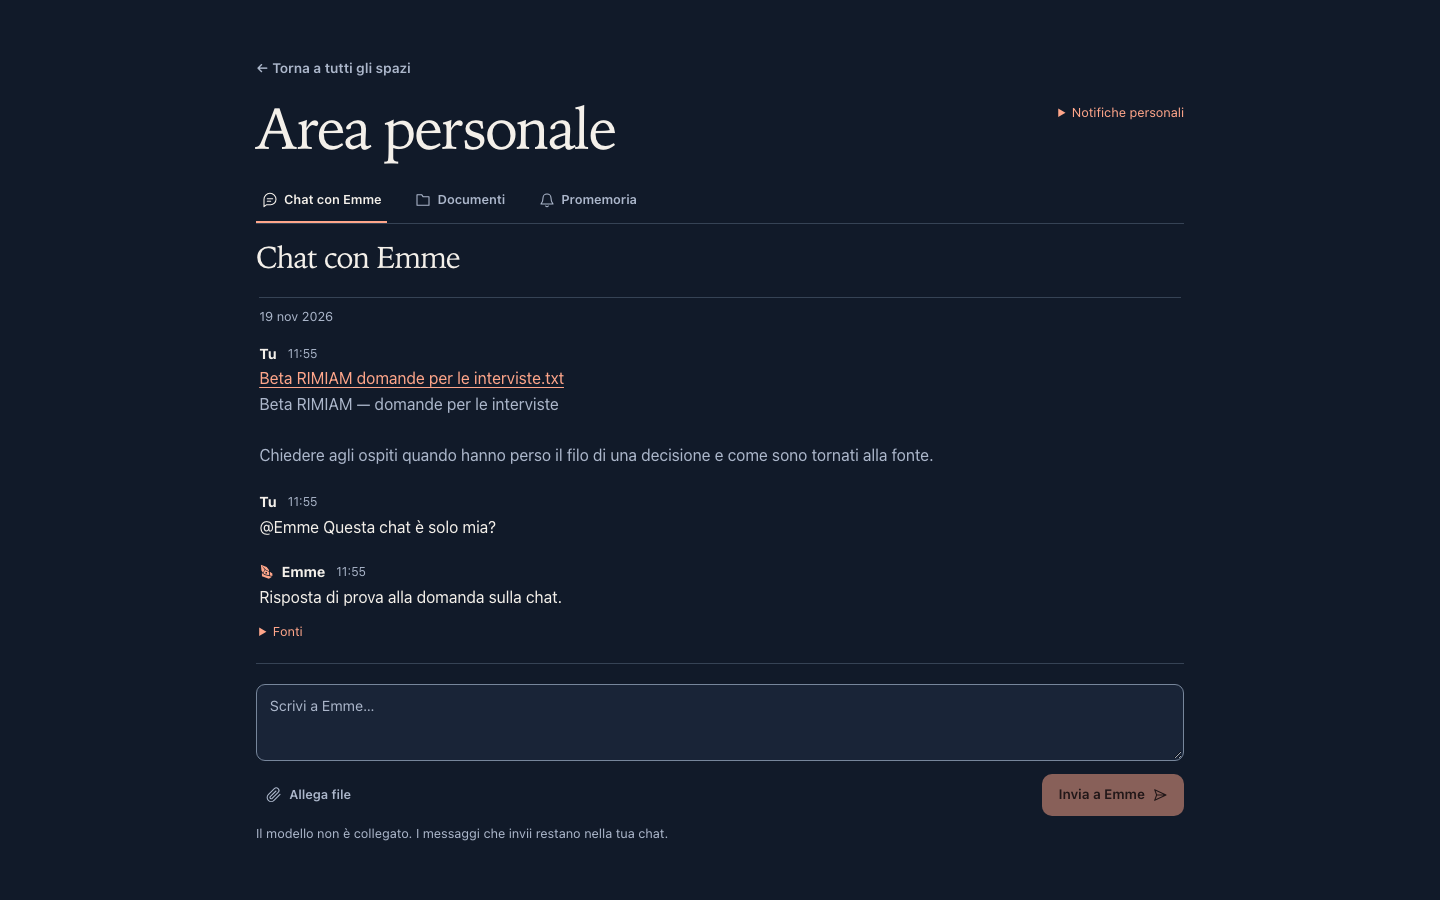 ← Torna a tutti gli spazi
Area personale
▶ Notifiche personali
Chat con Emme
Documenti
Promemoria
Chat con Emme
19 nov 2026
Tu 11:55
Beta RIMIAM domande per le interviste.txt
Beta RIMIAM — domande per le interviste
Chiedere agli ospiti quando hanno perso il filo di una decisione e come sono tornati alla fonte.
Tu 11:55
@Emme Questa chat è solo mia?
Emme 11:55
Risposta di prova alla domanda sulla chat.
▶ Fonti
Scrivi a Emme...
Allega file
Invia a Emme
Il modello non è collegato. I messaggi che invii restano nella tua chat.